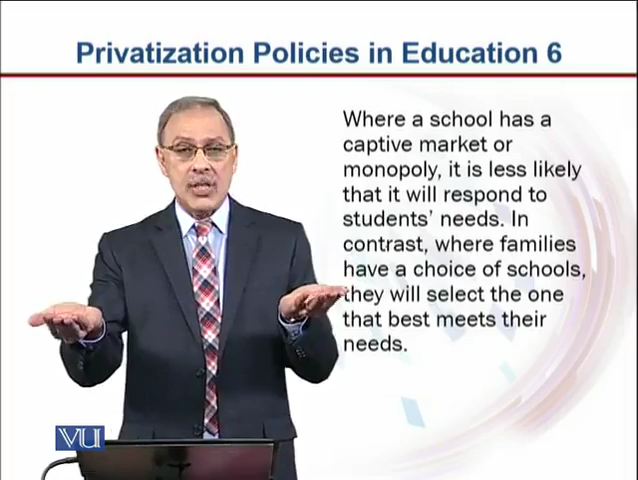 Privatization Policies in Education 6
Where a school has a
captive market or
monopoly, it is less likely
that it will respond to
students’ needs. In
contrast, where families
have a choice of schools,
they will select the one
that best meets their
needs.
VU